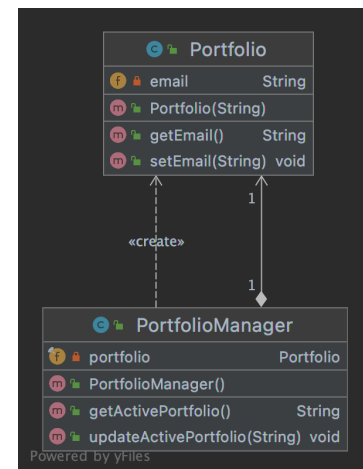 Portfolio
email String
Portfolio(String)
getEmail() String
setEmail(String) void
1
«create»
1
PortfolioManager
portfolio Portfolio
PortfolioManager()
getActivePortfolio() String
updateActivePortfolio(String) void
Powered by yFiles